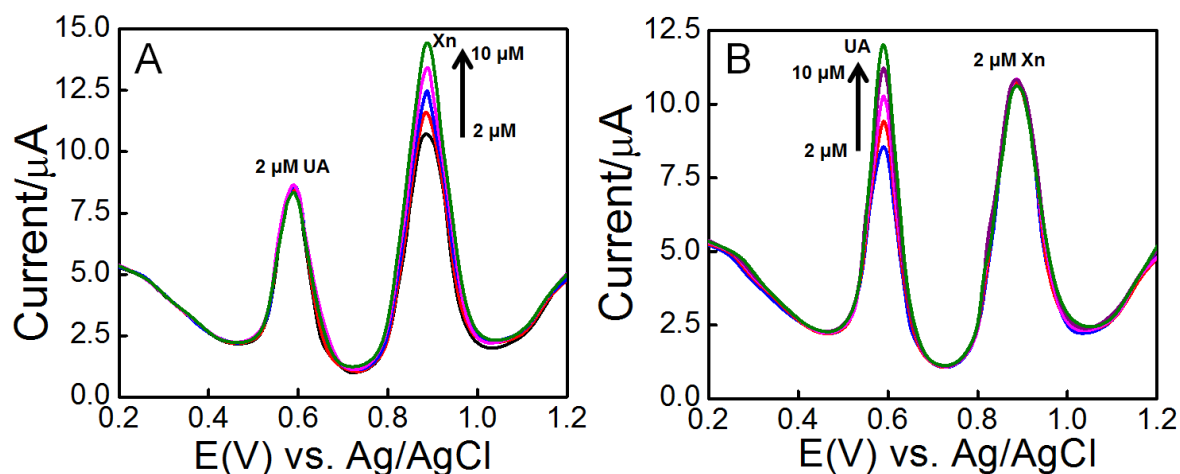 A
Xn
10 µM
2 µM
2 µM UA
15.0
12.5
10.0
7.5
5.0
2.5
0.0
0.2 0.4 0.6 0.8 1.0 1.2
Current/µA
E(V) vs. Ag/AgCl
B
UA
10 µM
2 µM
2 µM Xn
12.5
10.0
7.5
5.0
2.5
0.0
0.2 0.4 0.6 0.8 1.0 1.2
Current/µA
E(V) vs. Ag/AgCl